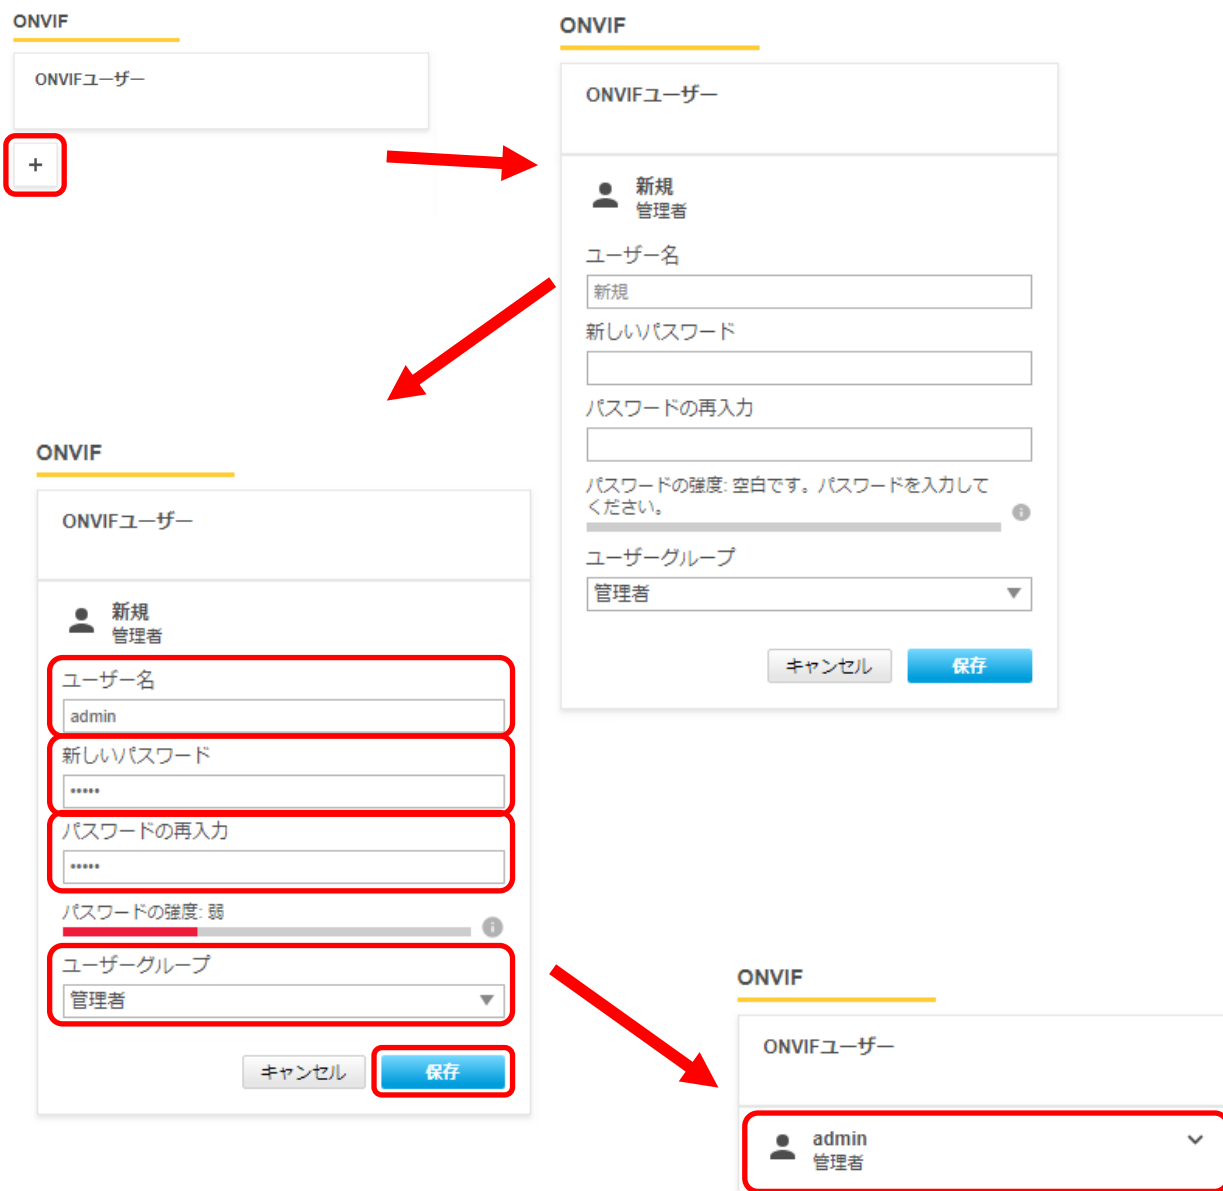 ONVIF
ONVIFユーザー
+
ONVIF
ONVIFユーザー
新規
管理者
ユーザー名
新規
新しいパスワード
パスワードの再入力
パスワードの強度: 空白です。パスワードを入力して
ください。
ユーザーグループ
管理者
キャンセル
保存
ONVIF
ONVIFユーザー
新規
管理者
ユーザー名
admin
新しいパスワード
•••••
パスワードの再入力
•••••
パスワードの強度: 弱
ユーザーグループ
管理者
キャンセル
保存
ONVIF
ONVIFユーザー
admin
管理者